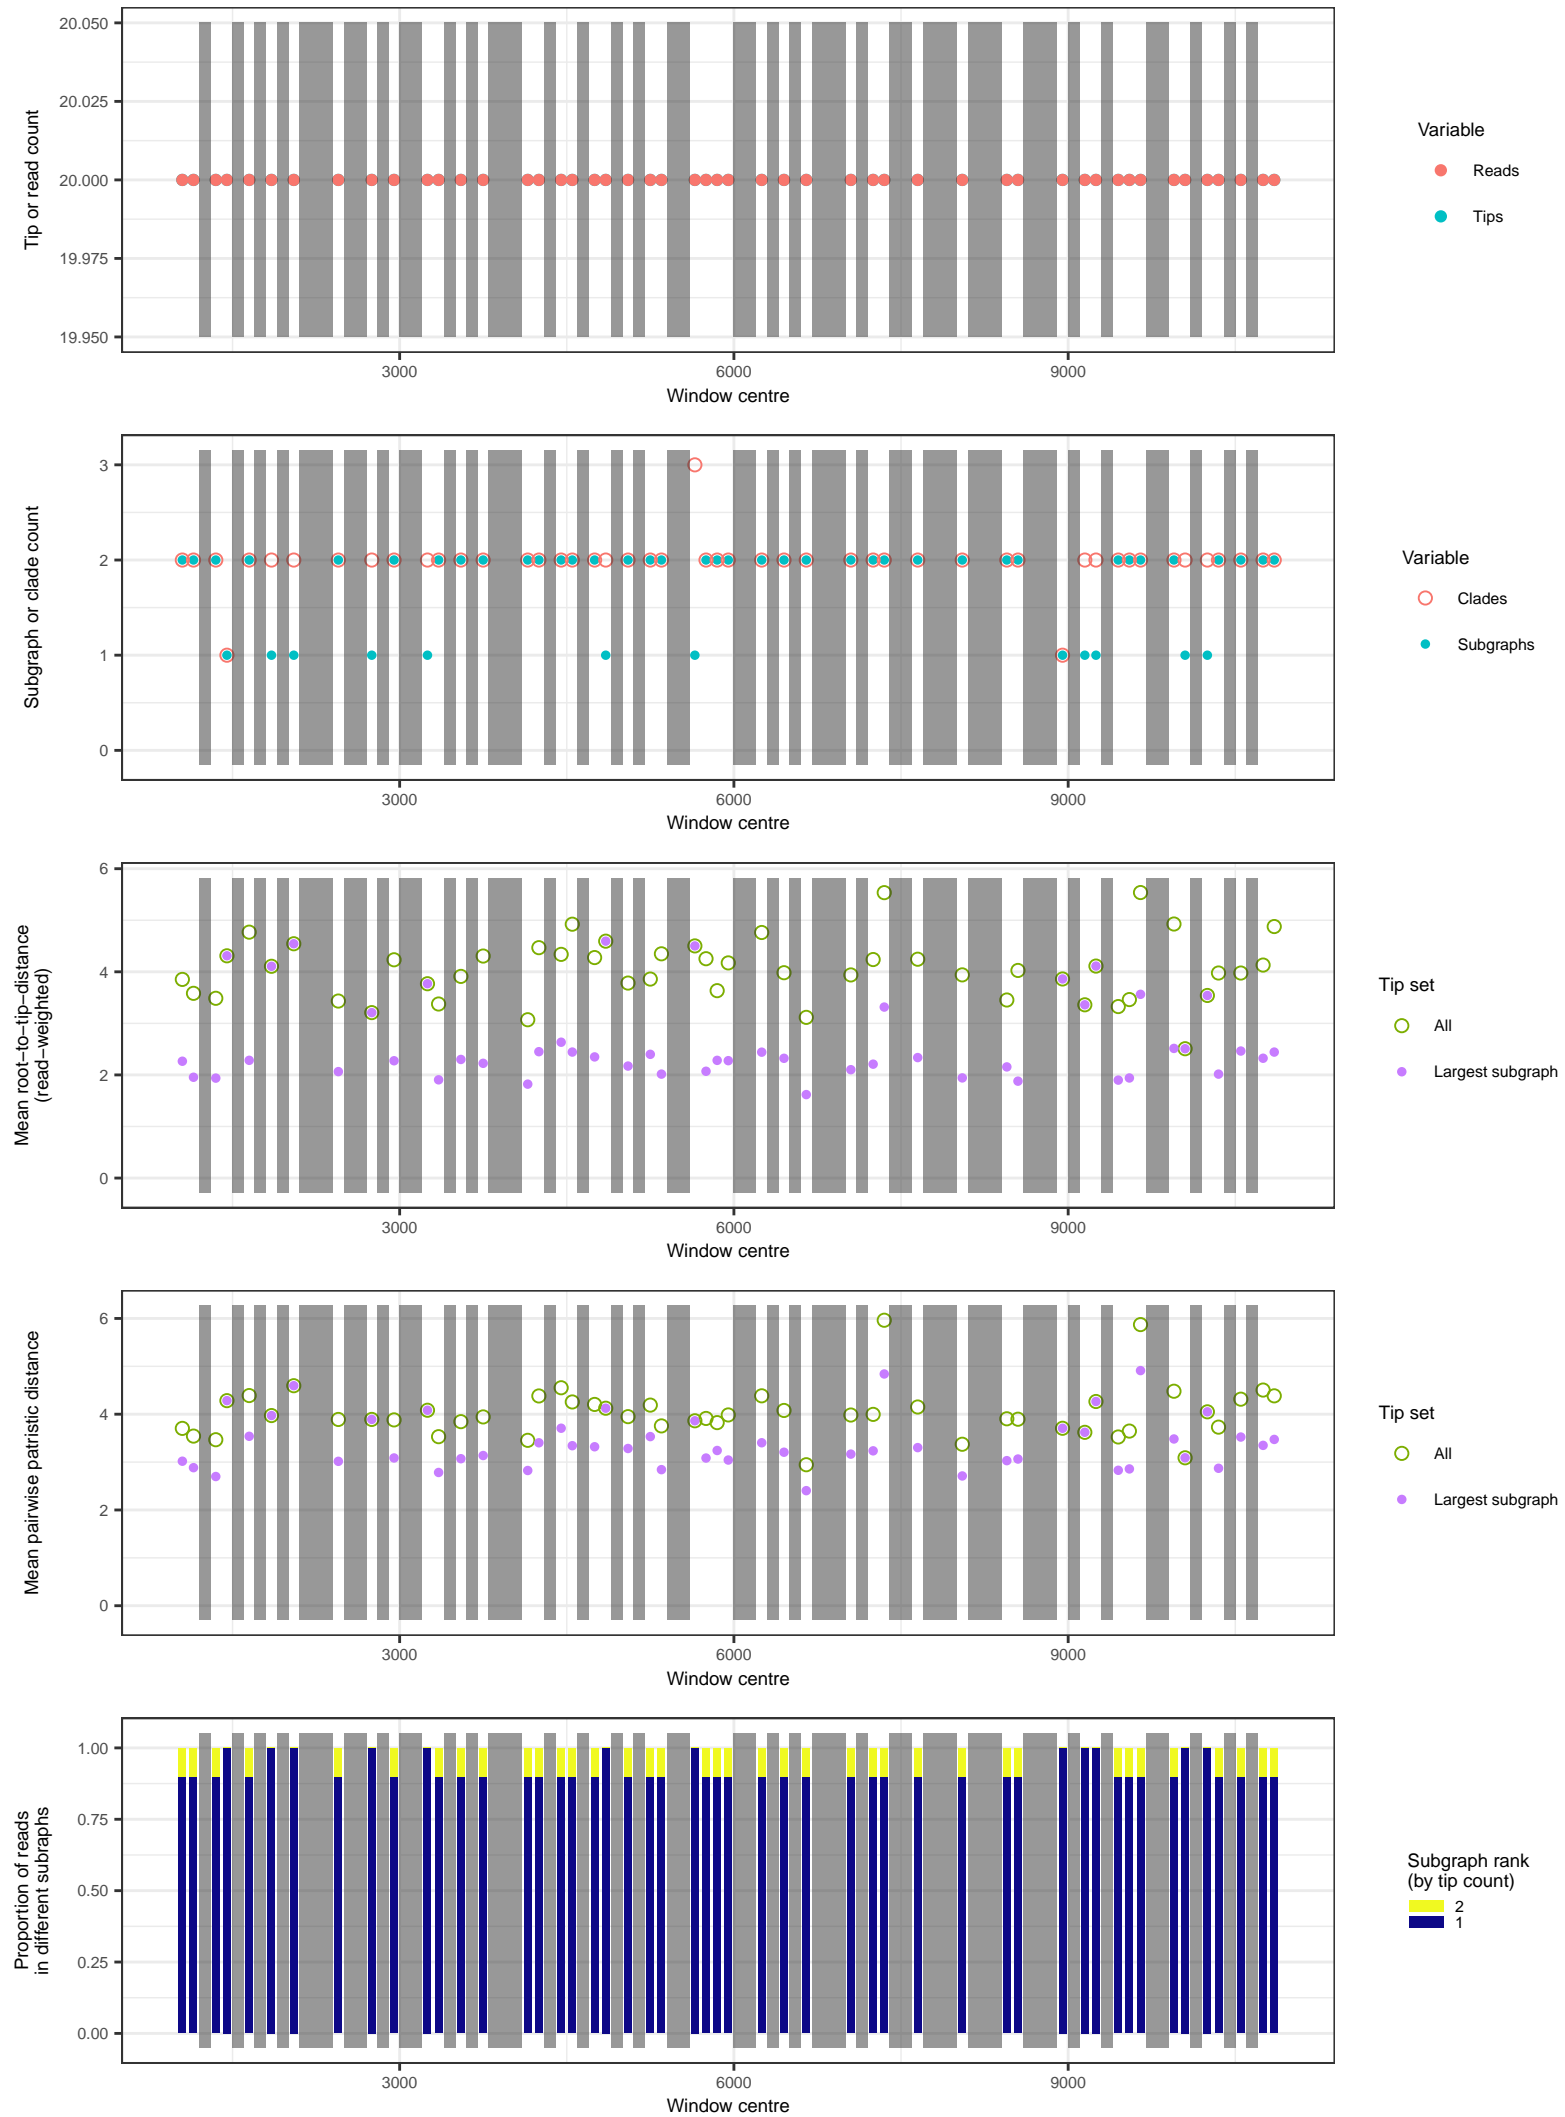 20.050
20.025
20.000
19.975
19.950
Tip or read count
3000
6000
9000
Window centre
Variable
Reads
Tips
3
2
1
0
Subgraph or clade count
3000
6000
9000
Window centre
Variable
Clades
Subgraphs
6
4
2
0
Mean root−to−tip−distance
(read−weighted)
3000
6000
9000
Window centre
Tip set
All
Largest subgraph
6
4
2
0
Mean pairwise patristic distance
3000
6000
9000
Window centre
Tip set
All
Largest subgraph
1.00
0.75
0.50
0.25
0.00
Proportion of reads
in different subraphs
3000
6000
9000
Window centre
Subgraph rank
(by tip count)
2
1